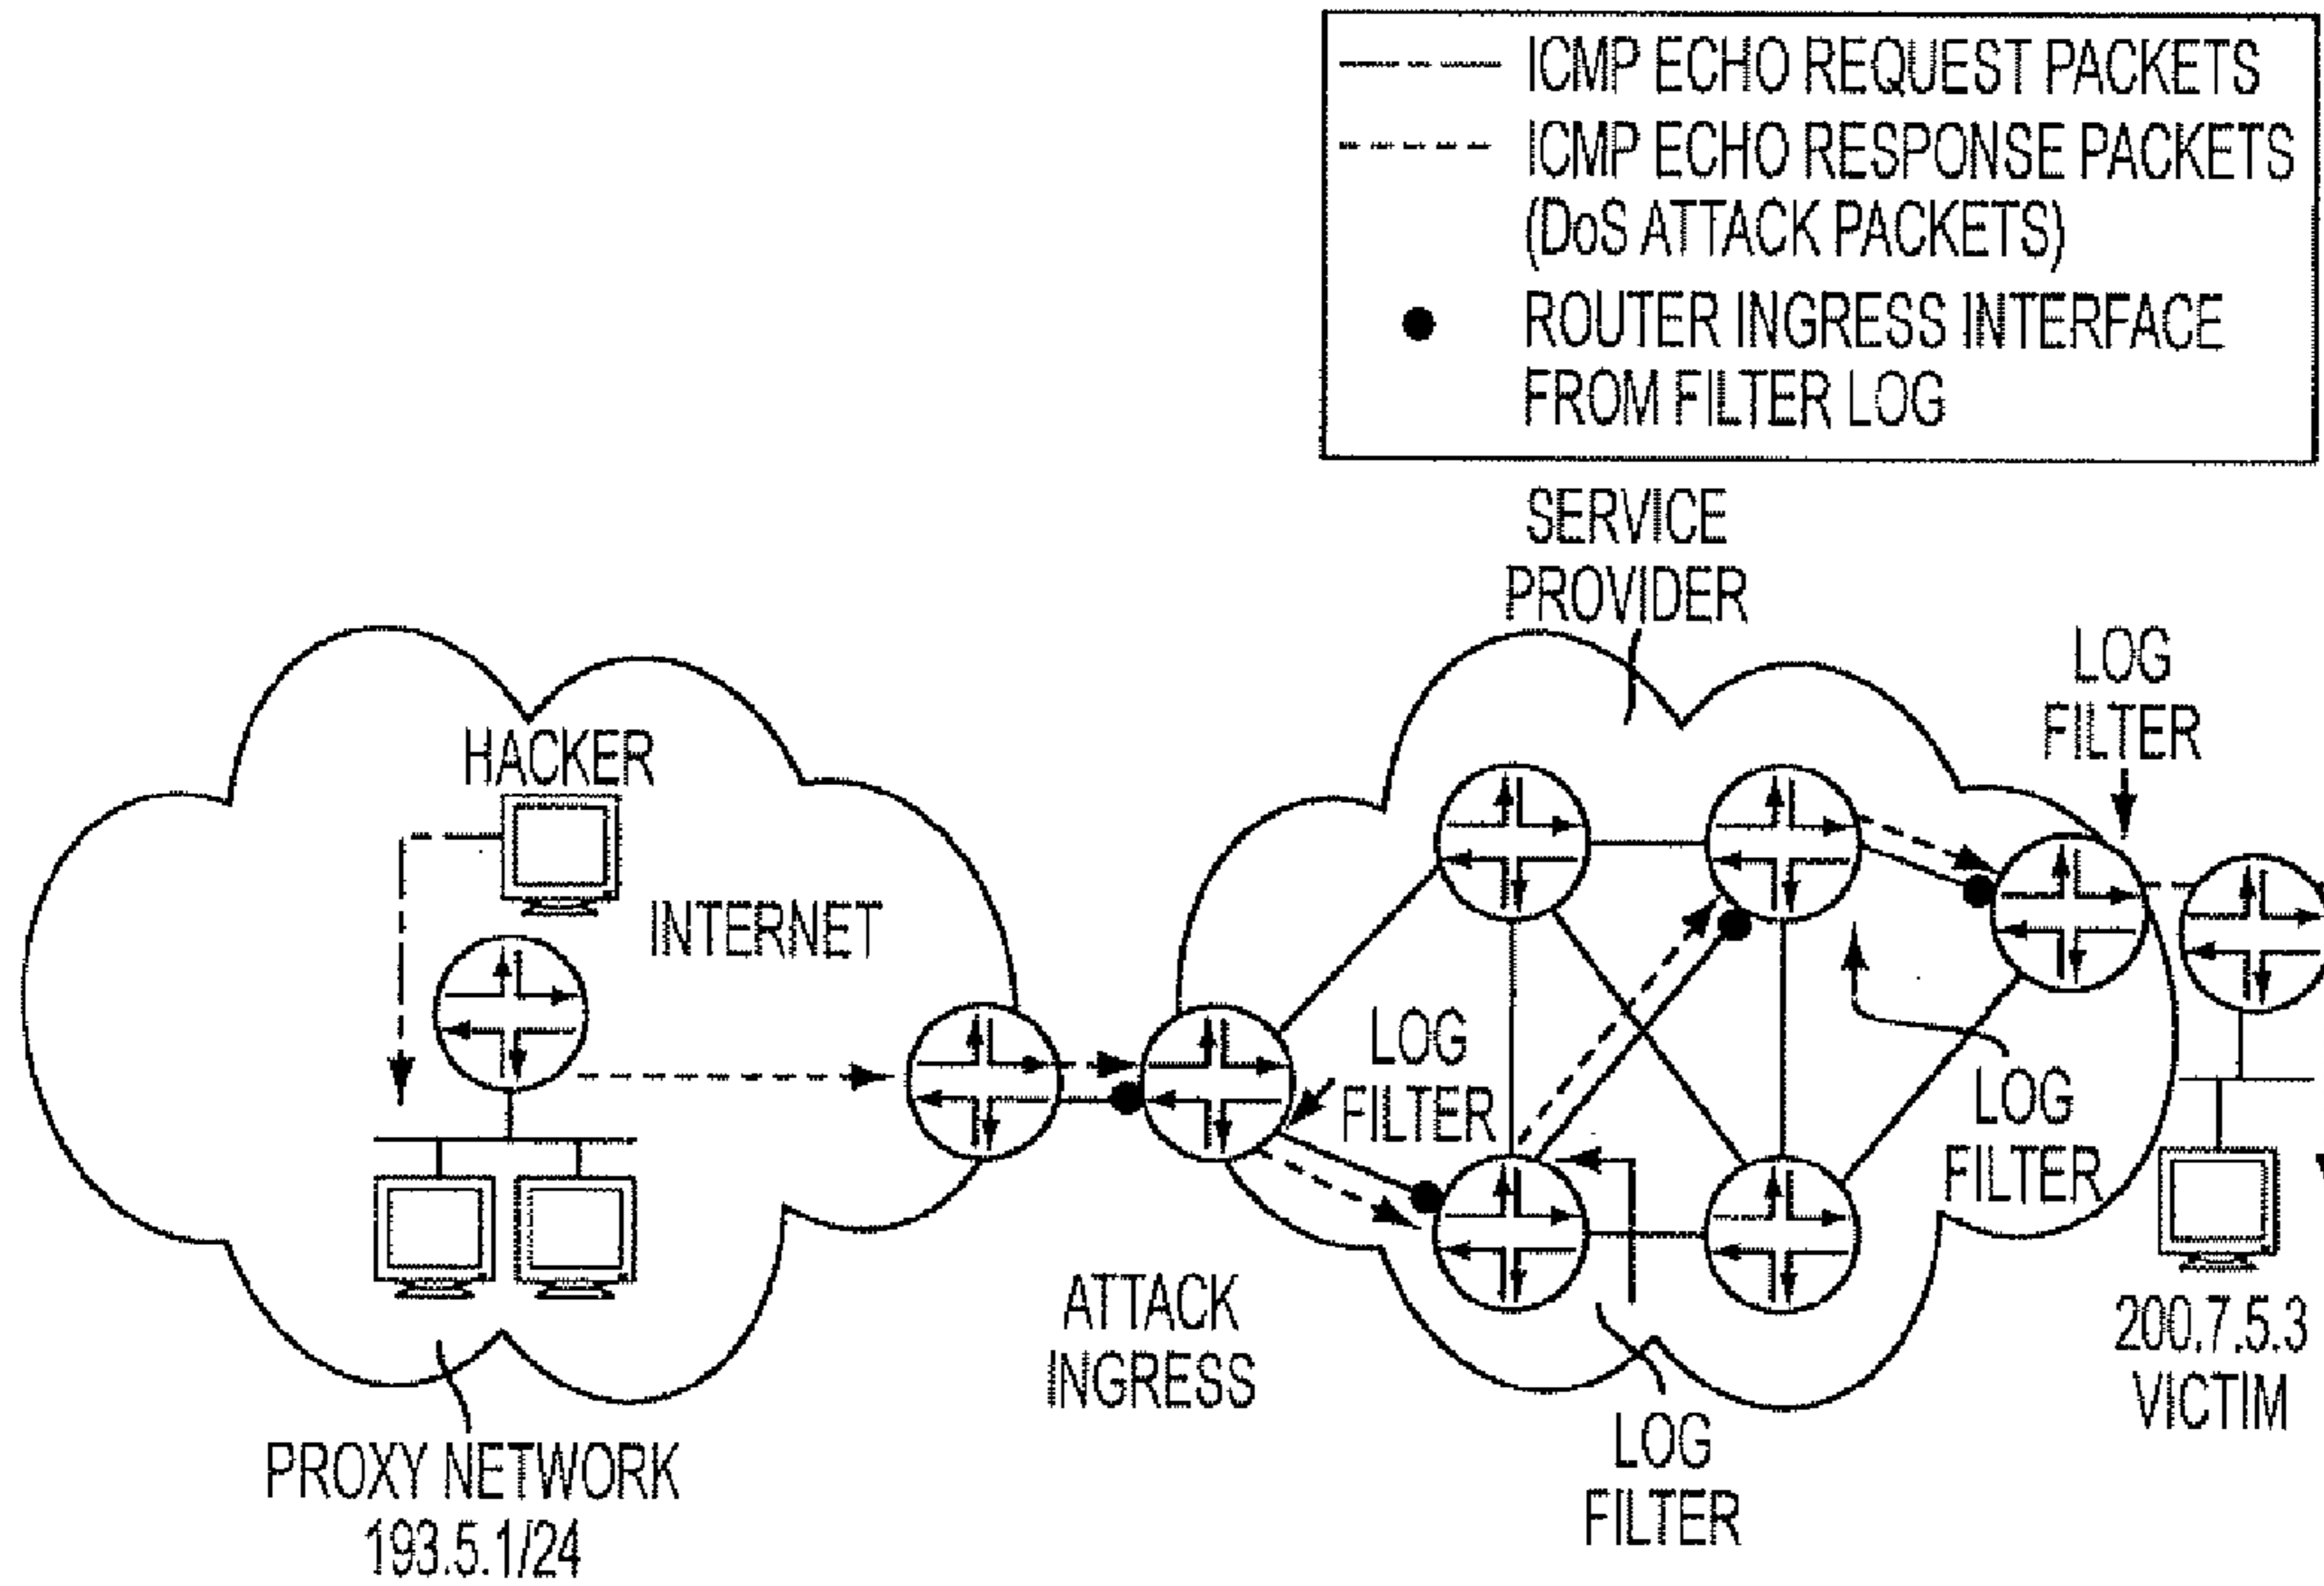 ICMP ECHO REQUEST PACKETS
ICMP ECHO RESPONSE PACKETS
(DoS ATTACK PACKETS)
ROUTER INGRESS INTERFACE
FROM FILTER LOG
SERVICE
PROVIDER
LOG
FILTER
HACKER
INTERNET
LOG
FILTER
LOG
FILTER
ATTACK
INGRESS
200.7.5.3
VICTIM
LOG
FILTER
PROXY NETWORK
193.5.1/24